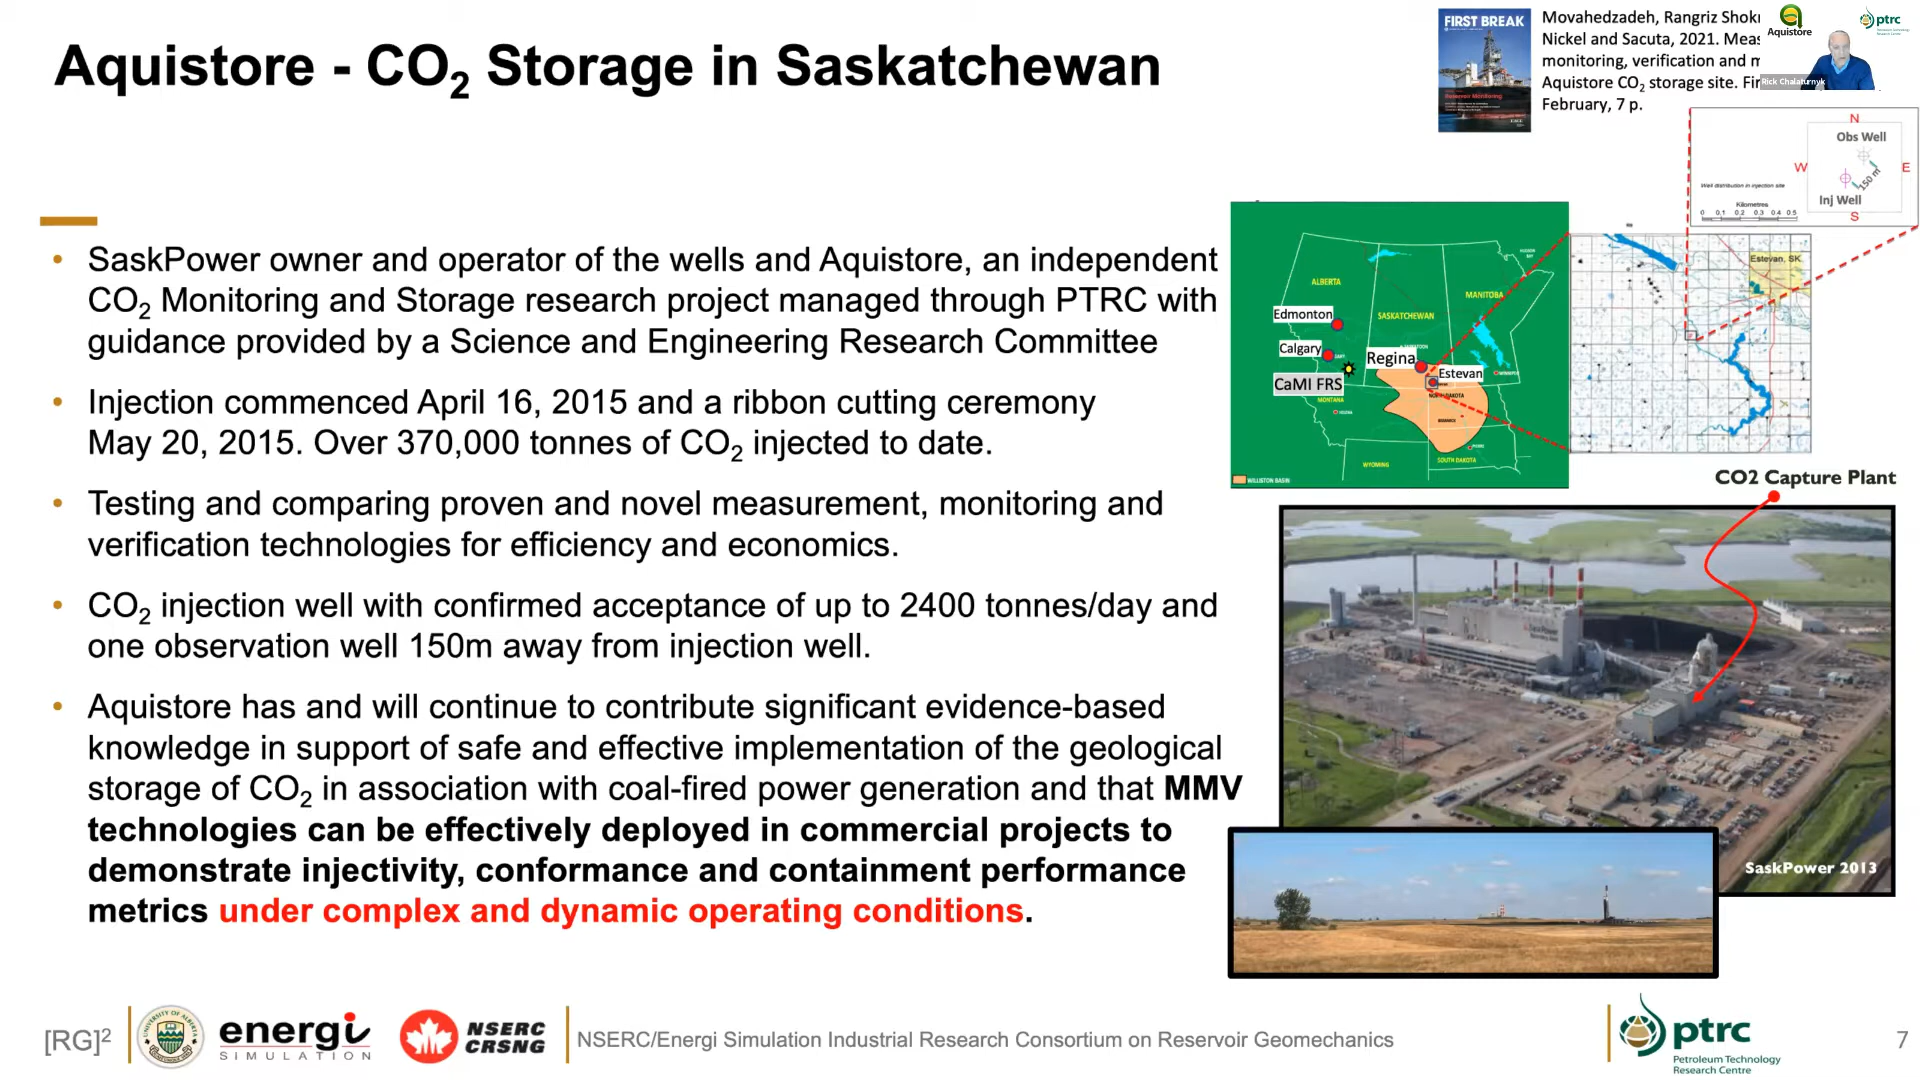 Aquistore - CO2 Storage in Saskatchewan
FIRST BREAK
Movahedzadeh, Rangriz Shok
Nickel and Sacuta, 2021. Meas
monitoring, verification and m
Aquistore CO2 storage site. Fir
February, 7 p.
Aquistore
ptrc
Rick Chalaturnyk
• SaskPower owner and operator of the wells and Aquistore, an independent
CO2 Monitoring and Storage research project managed through PTRC with
guidance provided by a Science and Engineering Research Committee
• Injection commenced April 16, 2015 and a ribbon cutting ceremony
May 20, 2015. Over 370,000 tonnes of CO2 injected to date.
• Testing and comparing proven and novel measurement, monitoring and
verification technologies for efficiency and economics.
• CO2 injection well with confirmed acceptance of up to 2400 tonnes/day and
one observation well 150m away from injection well.
• Aquistore has and will continue to contribute significant evidence-based
knowledge in support of safe and effective implementation of the geological
storage of CO2 in association with coal-fired power generation and that MMV
technologies can be effectively deployed in commercial projects to
demonstrate injectivity, conformance and containment performance
metrics under complex and dynamic operating conditions.
N
Obs Well
W
E
150 m
Inj Well
S
Well distribution in injection site
Kilometres
0 0.1 0.2 0.3 0.4 0.5
Estevan, SK
ALBERTA
MANITOBA
SASKATCHEWAN
Edmonton
Calgary
Regina
Estevan
CaMI FRS
MONTANA
NORTH DAKOTA
SOUTH DAKOTA
WYOMING
WILLISTON BASIN
CO2 Capture Plant
SaskPower 2013
[RG]2
UNIVERSITY OF ALBERTA
energi
SIMULATION
NSERC
CRSNG
NSERC/Energi Simulation Industrial Research Consortium on Reservoir Geomechanics
ptrc
Petroleum Technology
Research Centre
7